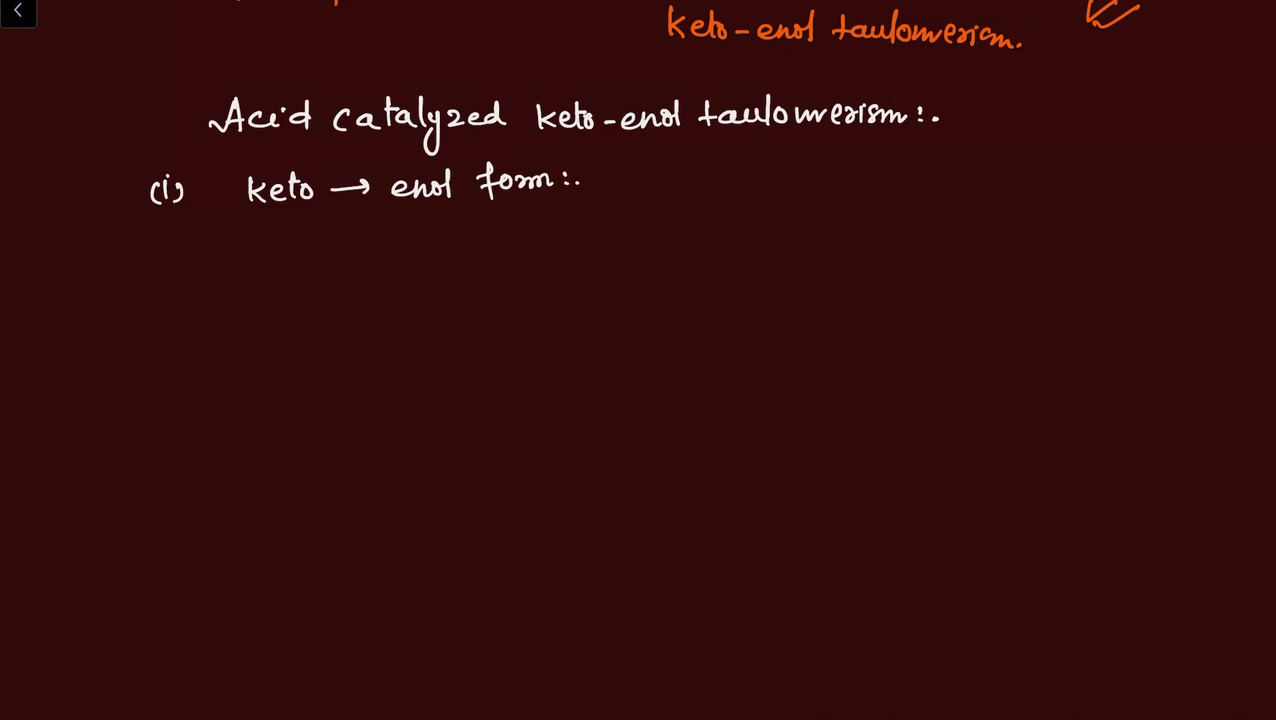 keto-enol tautomerism.
Acid catalyzed keto-enol tautomerism:.
(i) keto → enol form:.